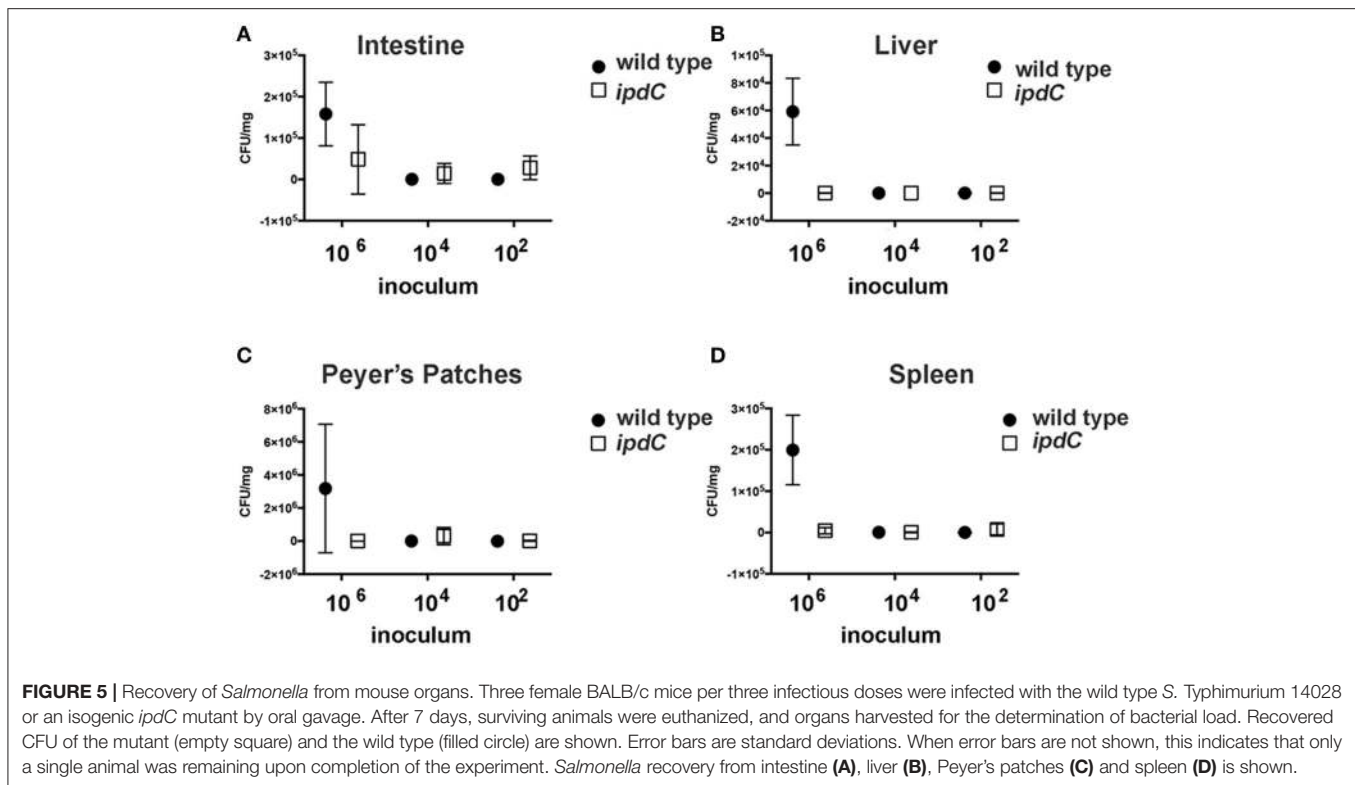 A
Intestine
3×10⁵
2×10⁵
1×10⁵
0
-1×10⁵
CFU/mg
10⁶ 10⁴ 10²
inoculum
wild type
ipdC
B
Liver
1×10⁵
8×10⁴
6×10⁴
4×10⁴
2×10⁴
0
-2×10⁴
CFU/mg
10⁶ 10⁴ 10²
inoculum
wild type
ipdC
C
Peyer's Patches
8×10⁶
6×10⁶
4×10⁶
2×10⁶
0
-2×10⁶
CFU/mg
10⁶ 10⁴ 10²
inoculum
wild type
ipdC
D
Spleen
3×10⁵
2×10⁵
1×10⁵
0
-1×10⁵
CFU/mg
10⁶ 10⁴ 10²
inoculum
wild type
ipdC
FIGURE 5 | Recovery of Salmonella from mouse organs. Three female BALB/c mice per three infectious doses were infected with the wild type S. Typhimurium 14028
or an isogenic ipdC mutant by oral gavage. After 7 days, surviving animals were euthanized, and organs harvested for the determination of bacterial load. Recovered
CFU of the mutant (empty square) and the wild type (filled circle) are shown. Error bars are standard deviations. When error bars are not shown, this indicates that only
a single animal was remaining upon completion of the experiment. Salmonella recovery from intestine (A), liver (B), Peyer's patches (C) and spleen (D) is shown.